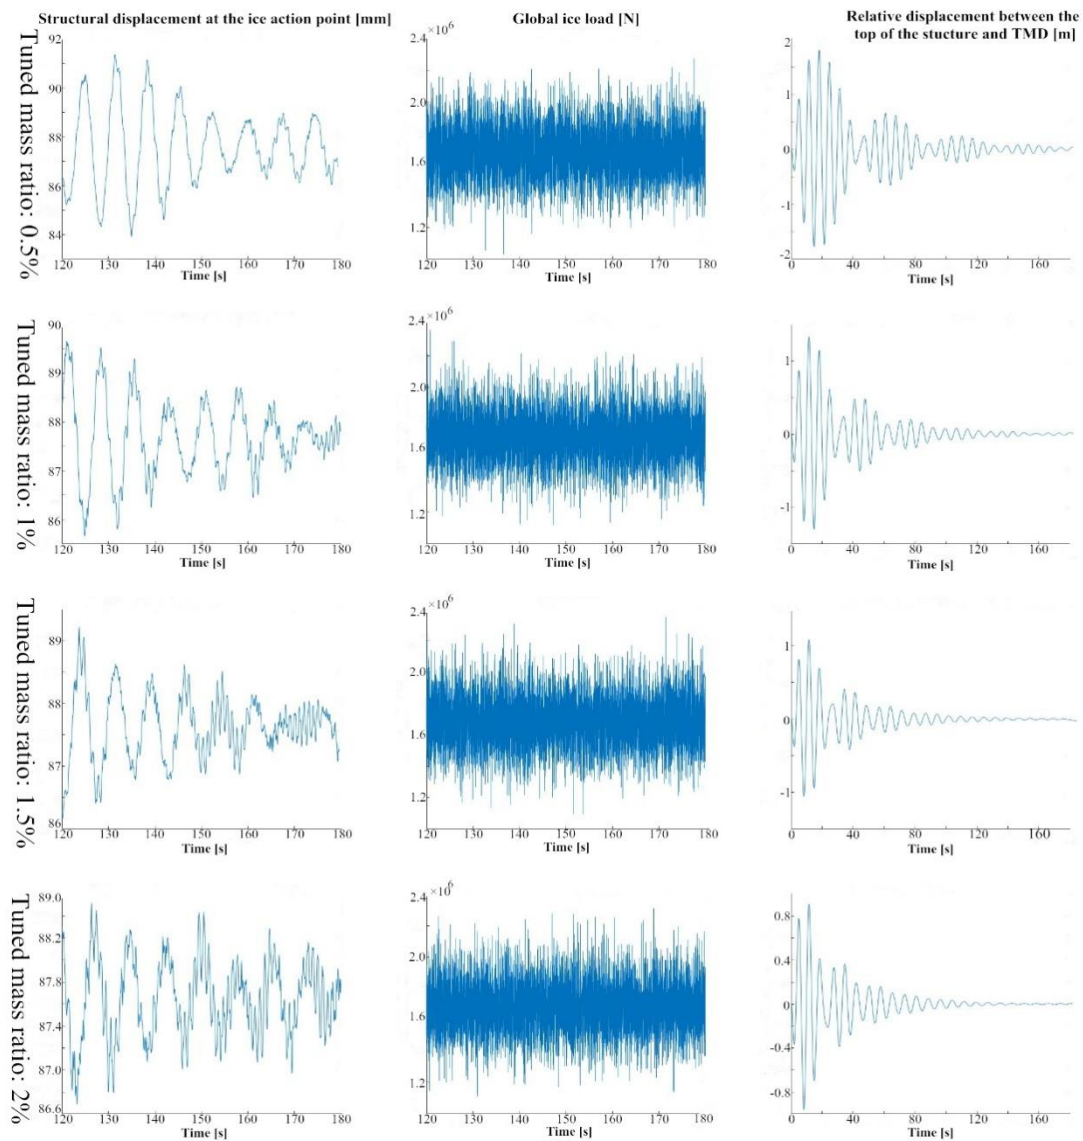 Structural displacement at the ice action point [mm]
Global ice load [N]
Relative displacement between the
top of the stucture and TMD [m]
Tuned mass ratio: 0.5%
92
90
88
86
84
83
120 130 140 150 160 170 180
Time [s]
2.4 ×10⁶
2.0
1.6
1.2
120 130 140 150 160 170 180
Time [s]
2
1
0
-1
-2
0 40 80 120 160
Time [s]
Tuned mass ratio: 1%
90
89
88
87
86
120 130 140 150 160 170 180
Time [s]
2.4 ×10⁶
2.0
1.6
1.2
120 130 140 150 160 170 180
Time [s]
1
0
-1
0 40 80 120 160
Time [s]
Tuned mass ratio: 1.5%
89
88
87
86
120 130 140 150 160 170 180
Time [s]
2.4 ×10⁶
2.0
1.6
1.2
120 130 140 150 160 170 180
Time [s]
1
0
-1
0 40 80 120 160
Time [s]
Tuned mass ratio: 2%
89.0
88.2
87.8
87.4
87.0
86.6
120 130 140 150 160 170 180
Time [s]
2.4 ×10⁶
2.0
1.6
1.2
120 130 140 150 160 170 180
Time [s]
0.8
0.4
0
-0.4
-0.8
0 40 80 120 160
Time [s]